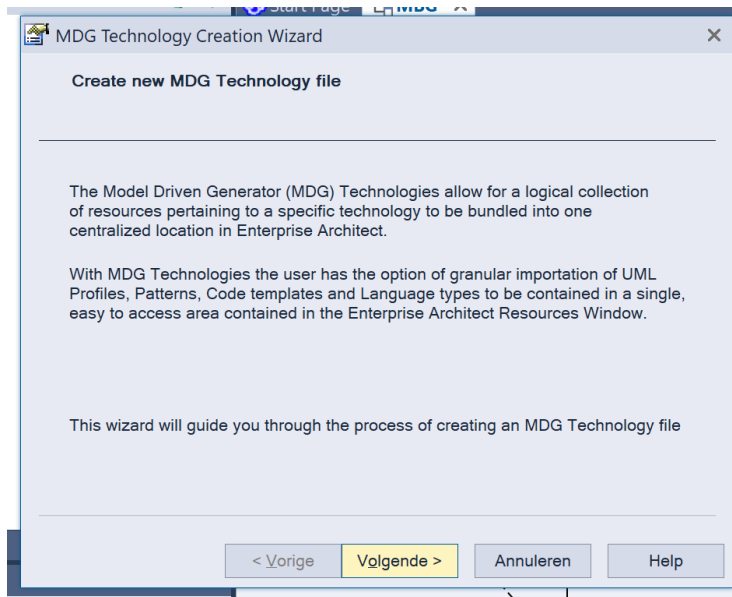 Start Page MDG
MDG Technology Creation Wizard
Create new MDG Technology file
The Model Driven Generator (MDG) Technologies allow for a logical collection
of resources pertaining to a specific technology to be bundled into one
centralized location in Enterprise Architect.
With MDG Technologies the user has the option of granular importation of UML
Profiles, Patterns, Code templates and Language types to be contained in a single,
easy to access area contained in the Enterprise Architect Resources Window.
This wizard will guide you through the process of creating an MDG Technology file
< Vorige Volgende > Annuleren Help